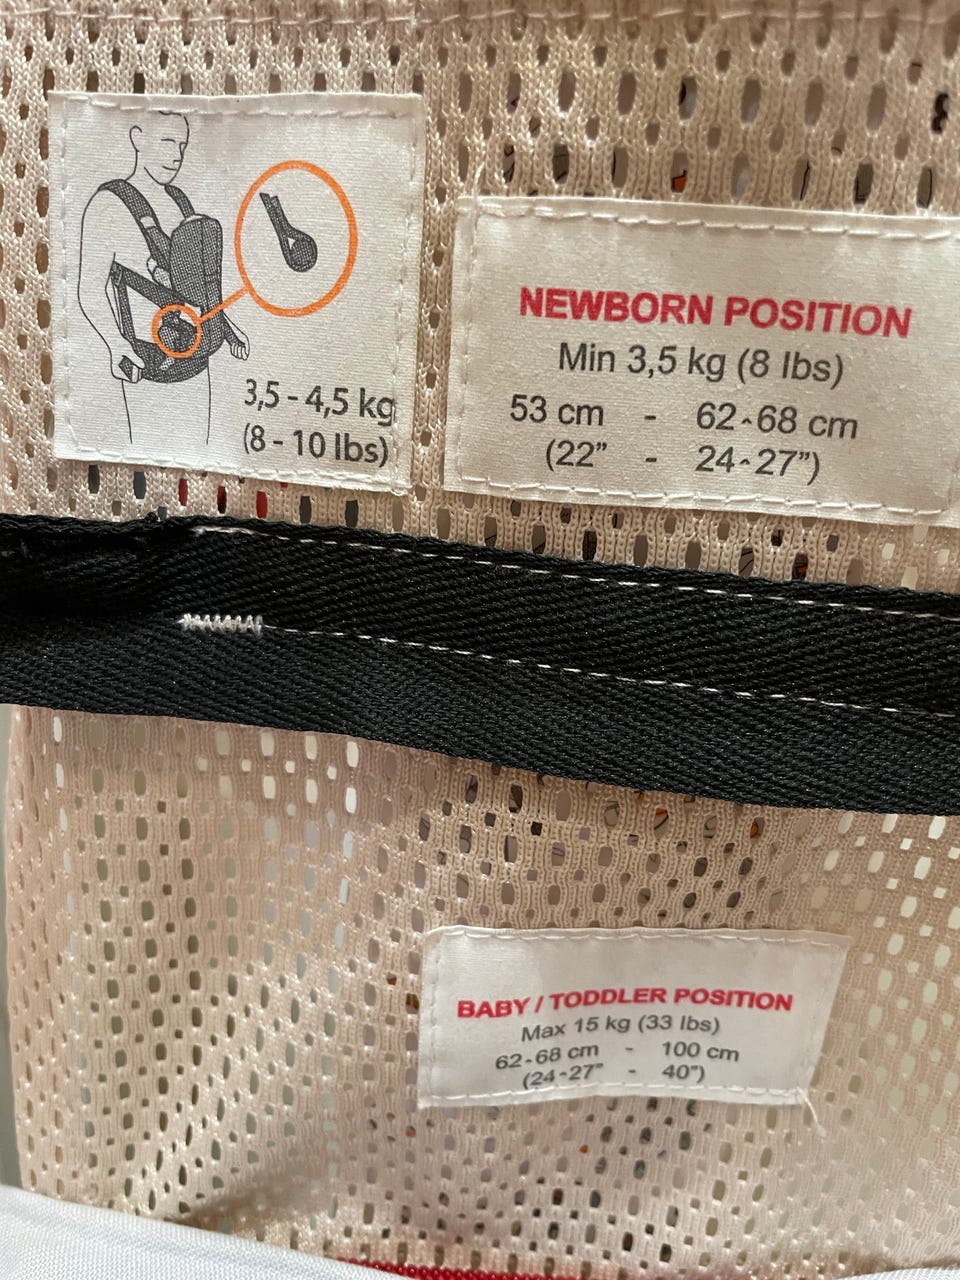 3,5 - 4,5 kg
(8 - 10 lbs)
NEWBORN POSITION
Min 3,5 kg (8 lbs)
53 cm - 62-68 cm
(22” - 24-27”)
BABY / TODDLER POSITION
Max 15 kg (33 lbs)
62-68 cm - 100 cm
(24-27” - 40”)